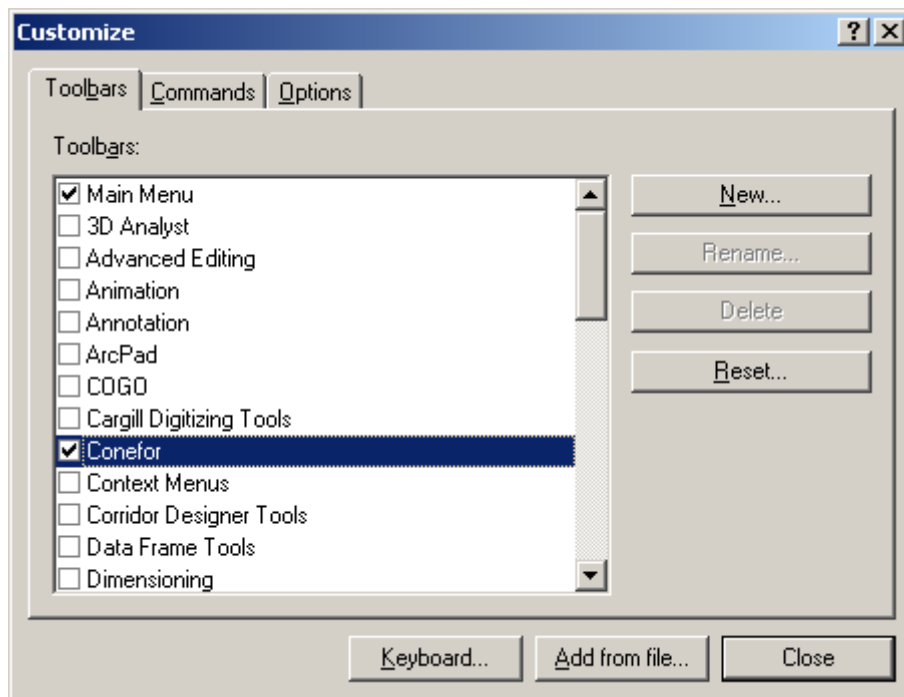 Customize
Toolbars Commands Options
Toolbars:
Main Menu
3D Analyst
Advanced Editing
Animation
Annotation
ArcPad
COGO
Cargill Digitizing Tools
Conefor
Context Menus
Corridor Designer Tools
Data Frame Tools
Dimensioning
New...
Rename...
Delete
Reset...
Keyboard... Add from file... Close